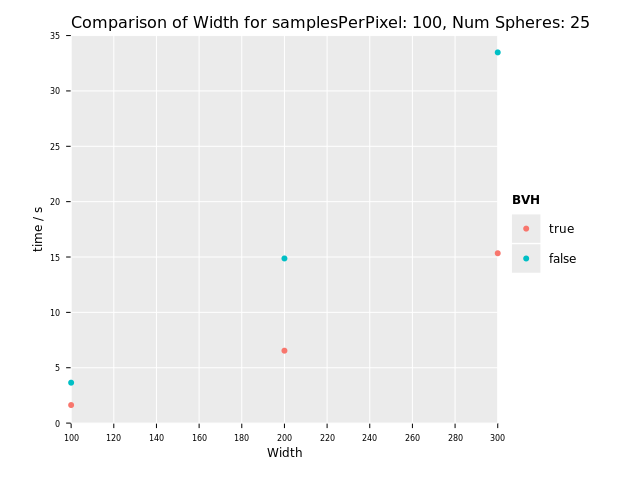 Comparison of Width for samplesPerPixel: 100, Num Spheres: 25
35
30
25
20
15
10
5
0
time / s
100 120 140 160 180 200 220 240 260 280 300
Width
BVH
true
false